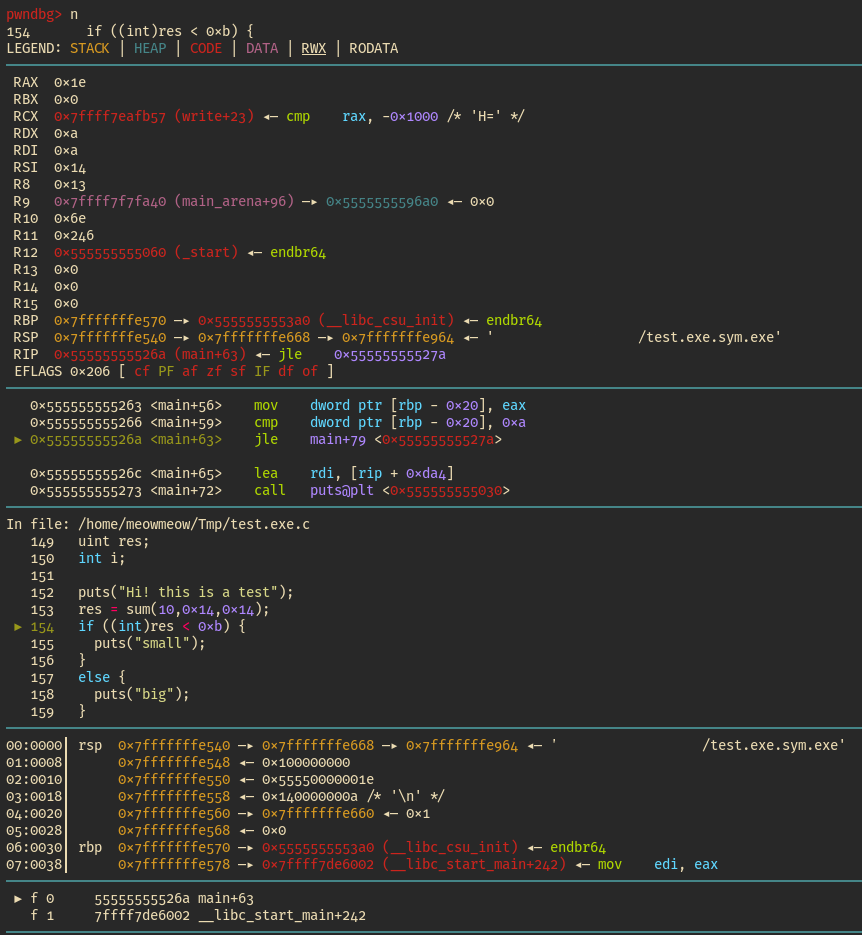 pwndbg> n
154       if ((int)res < 0×b) {
LEGEND: STACK | HEAP | CODE | DATA | RWX | RODATA
RAX  0×1e
RBX  0×0
RCX  0×7ffff7eafb57 (write+23) ◂— cmp    rax, -0×1000 /* 'H=' */
RDX  0×a
RDI  0×a
RSI  0×14
R8   0×13
R9   0×7ffff7f7fa40 (main_arena+96) —▸ 0×5555555596a0 ◂— 0×0
R10  0×6e
R11  0×246
R12  0×555555555060 (_start) ◂— endbr64
R13  0×0
R14  0×0
R15  0×0
RBP  0×7fffffffe570 —▸ 0×5555555553a0 (__libc_csu_init) ◂— endbr64
RSP  0×7fffffffe540 —▸ 0×7fffffffe668 —▸ 0×7fffffffe964 ◂— '                  /test.exe.sym.exe'
RIP  0×55555555526a (main+63) ◂— jle    0×55555555527a
EFLAGS 0×206 [ cf PF af zf sf IF df of ]
0×555555555263 <main+56>    mov    dword ptr [rbp - 0×20], eax
0×555555555266 <main+59>    cmp    dword ptr [rbp - 0×20], 0×a
► 0×55555555526a <main+63>    jle    main+79 <0×55555555527a>
0×55555555526c <main+65>    lea    rdi, [rip + 0×da4]
0×555555555273 <main+72>    call   puts@plt <0×555555555030>
In file: /home/meowmeow/Tmp/test.exe.c
149   uint res;
150   int i;
151
152   puts("Hi! this is a test");
153   res = sum(10,0×14,0×14);
► 154   if ((int)res < 0×b) {
155     puts("small");
156   }
157   else {
158     puts("big");
159   }
00:0000│ rsp  0×7fffffffe540 —▸ 0×7fffffffe668 —▸ 0×7fffffffe964 ◂— '                  /test.exe.sym.exe'
01:0008│      0×7fffffffe548 ◂— 0×100000000
02:0010│      0×7fffffffe550 ◂— 0×55550000001e
03:0018│      0×7fffffffe558 ◂— 0×140000000a /* '\n' */
04:0020│      0×7fffffffe560 —▸ 0×7fffffffe660 ◂— 0×1
05:0028│      0×7fffffffe568 ◂— 0×0
06:0030│ rbp  0×7fffffffe570 —▸ 0×5555555553a0 (__libc_csu_init) ◂— endbr64
07:0038│      0×7fffffffe578 —▸ 0×7ffff7de6002 (__libc_start_main+242) ◂— mov    edi, eax
► f 0     55555555526a main+63
f 1     7ffff7de6002 __libc_start_main+242